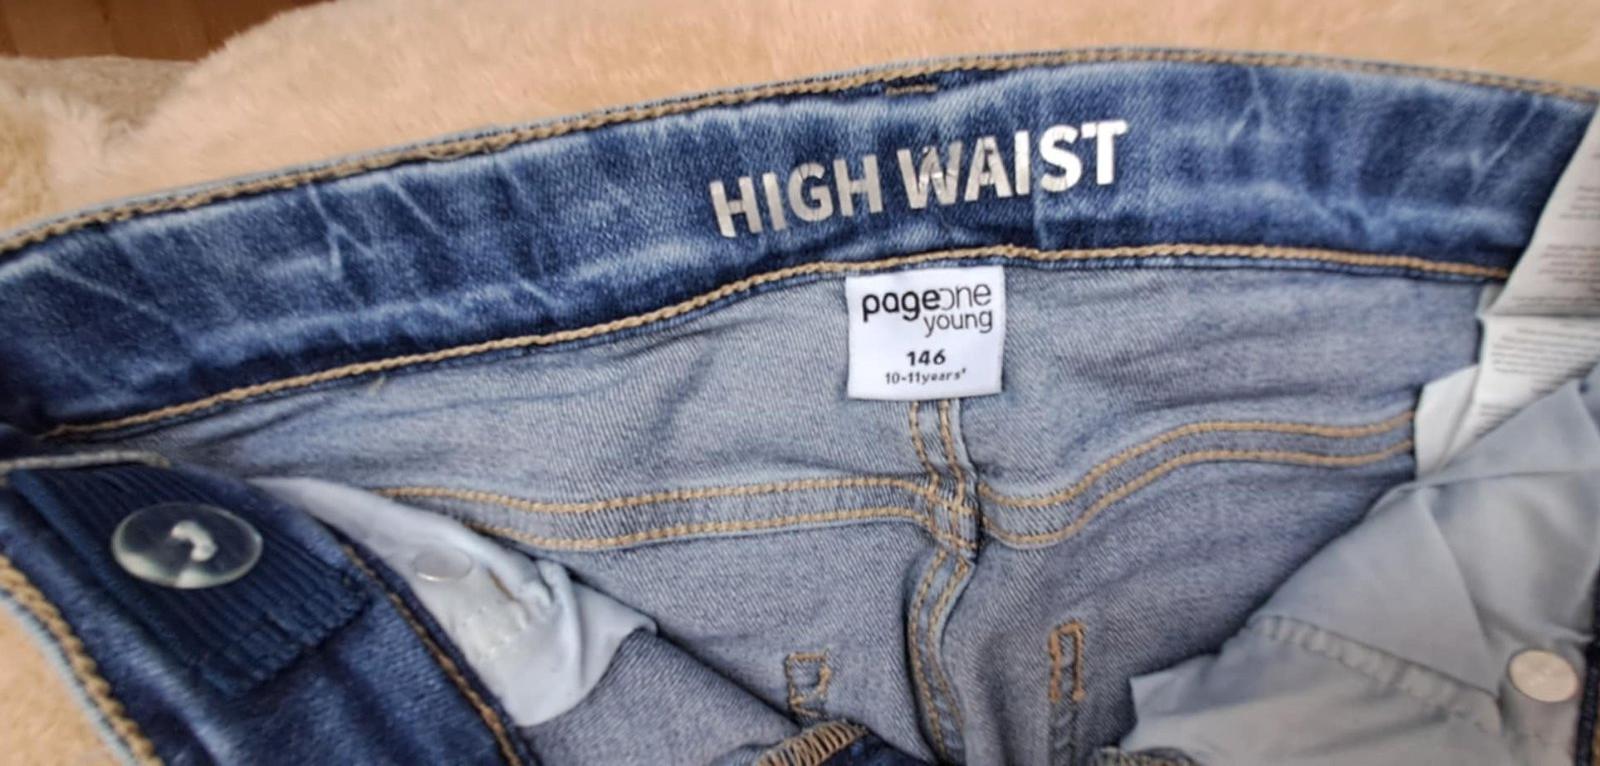 HIGH WAIST
pageone
young
146
10-11years*